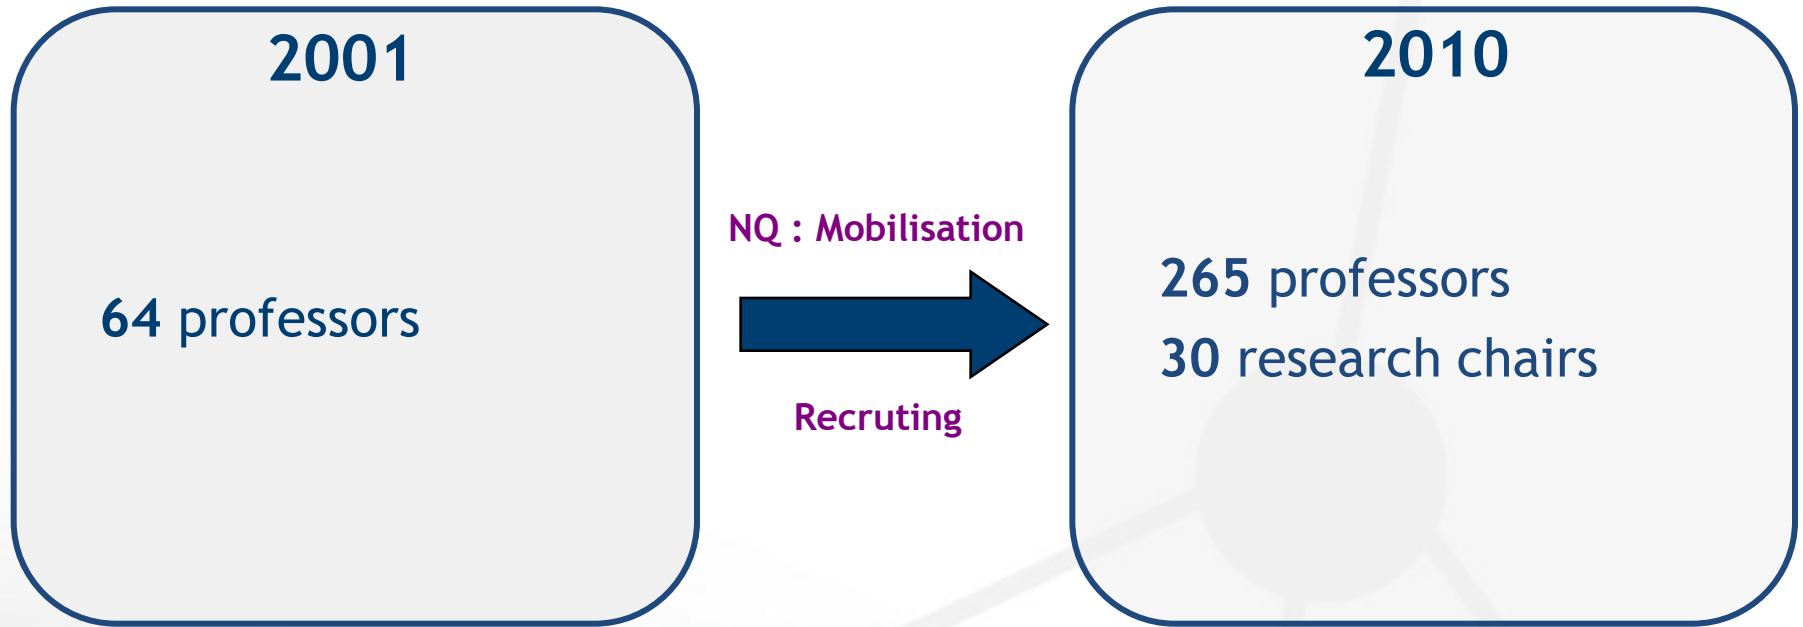 2001
64 professors
NQ : Mobilisation
Recruting
2010
265 professors
30 research chairs